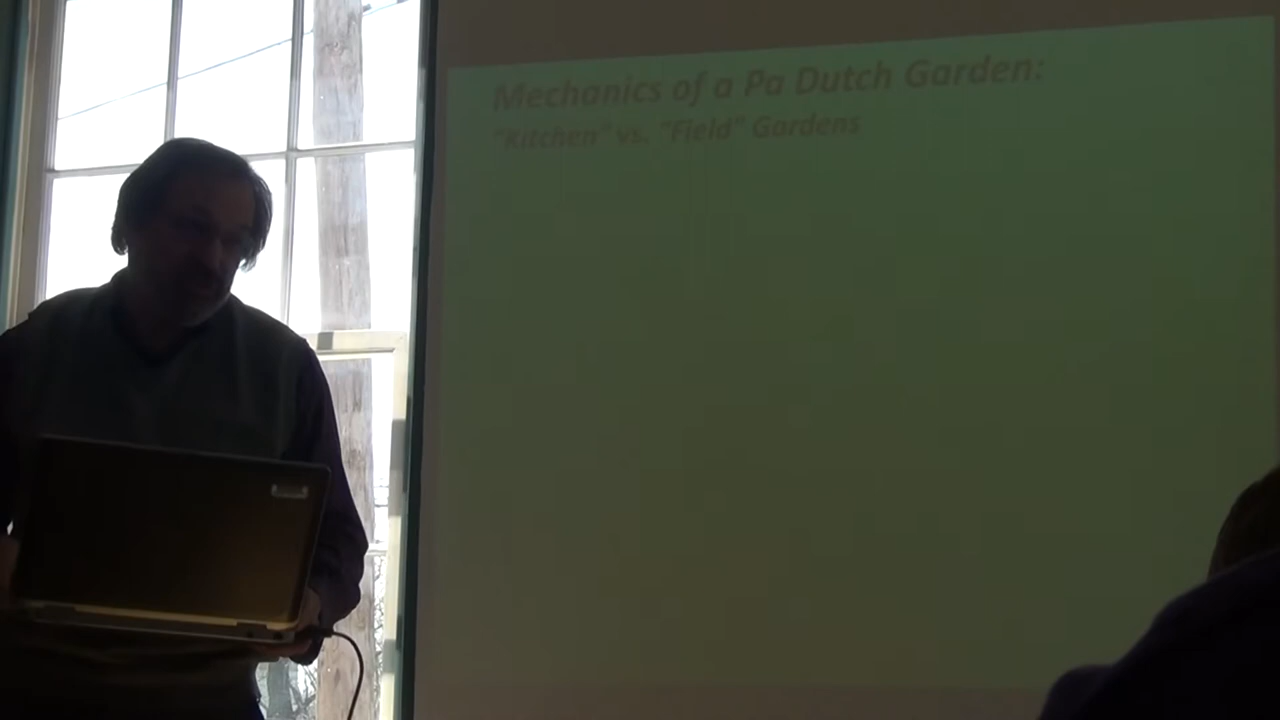 Mechanics of a Pa Dutch Garden:
"Kitchen" vs. "Field" Gardens